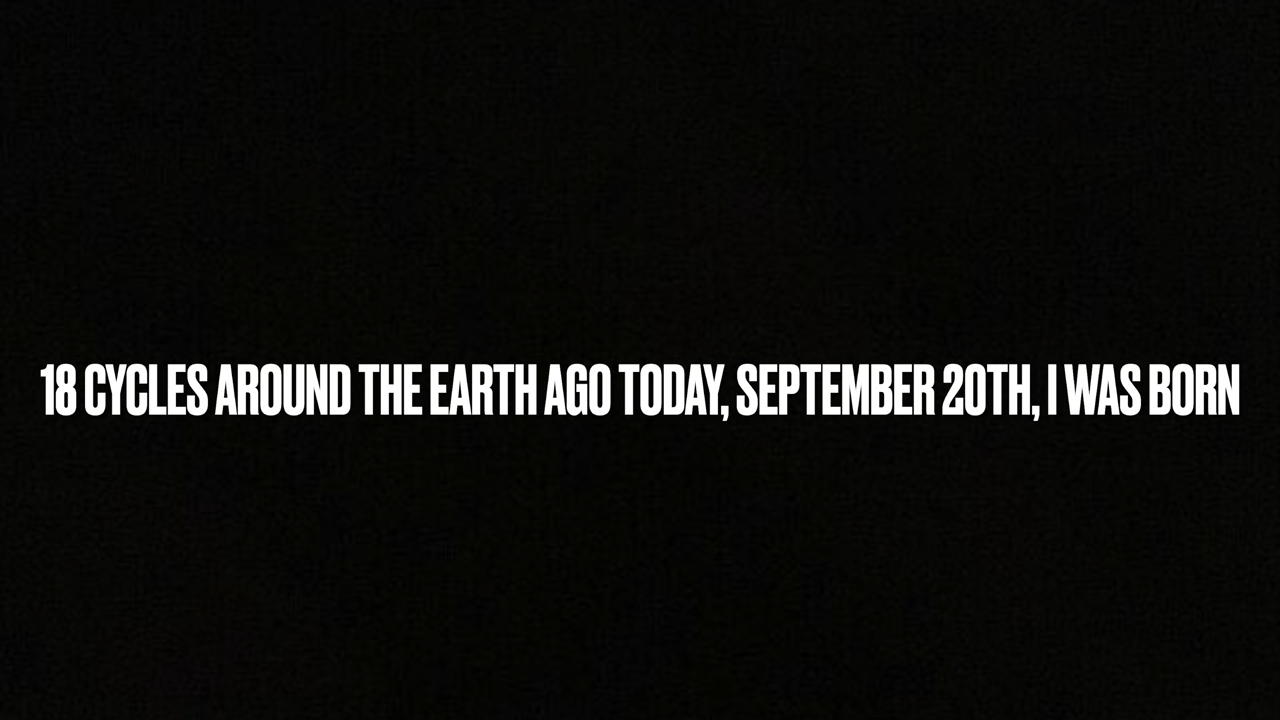 18 CYCLES AROUND THE EARTH AGO TODAY, SEPTEMBER 20TH, I WAS BORN